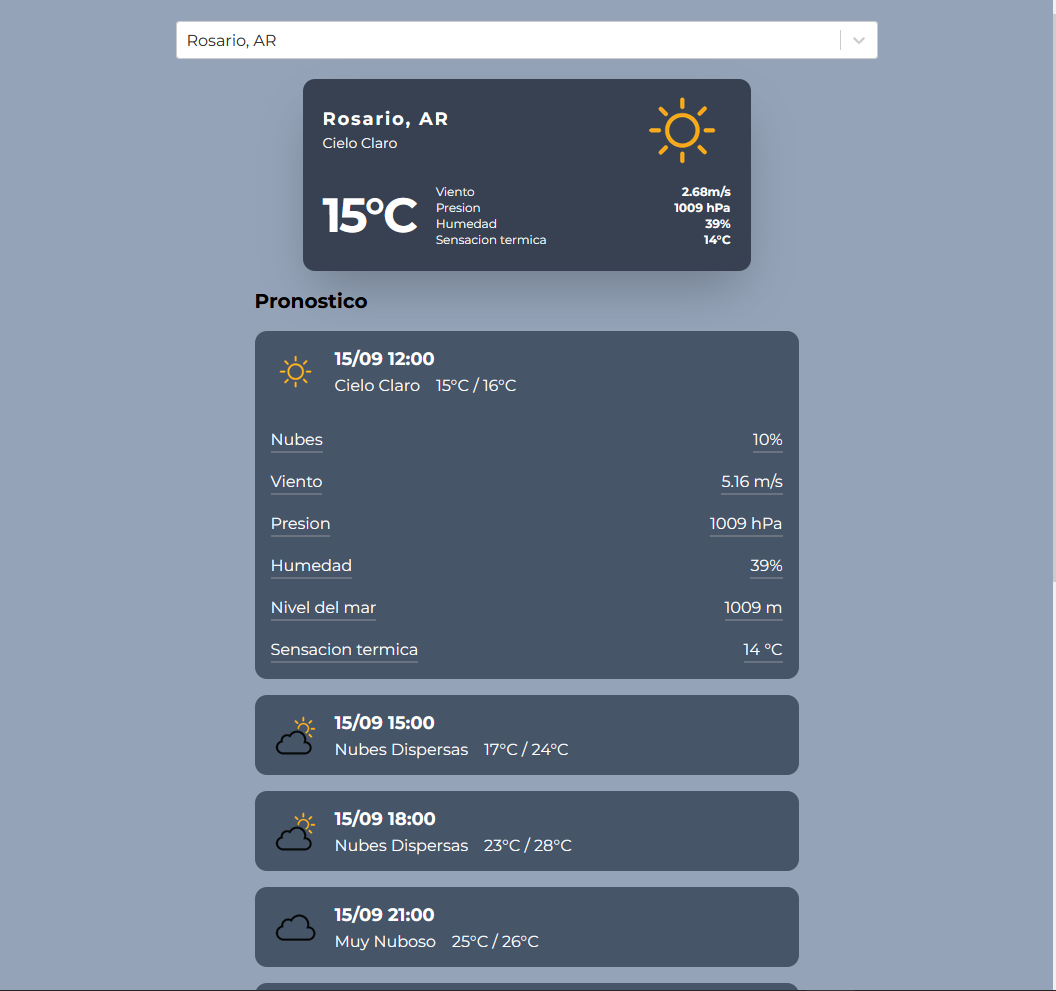 Rosario, AR
Rosario, AR
Cielo Claro
15°C
Viento 2.68m/s
Presion 1009 hPa
Humedad 39%
Sensacion termica 14°C
Pronostico
15/09 12:00
Cielo Claro 15°C / 16°C
Nubes 10%
Viento 5.16 m/s
Presion 1009 hPa
Humedad 39%
Nivel del mar 1009 m
Sensacion termica 14 °C
15/09 15:00
Nubes Dispersas 17°C / 24°C
15/09 18:00
Nubes Dispersas 23°C / 28°C
15/09 21:00
Muy Nuboso 25°C / 26°C